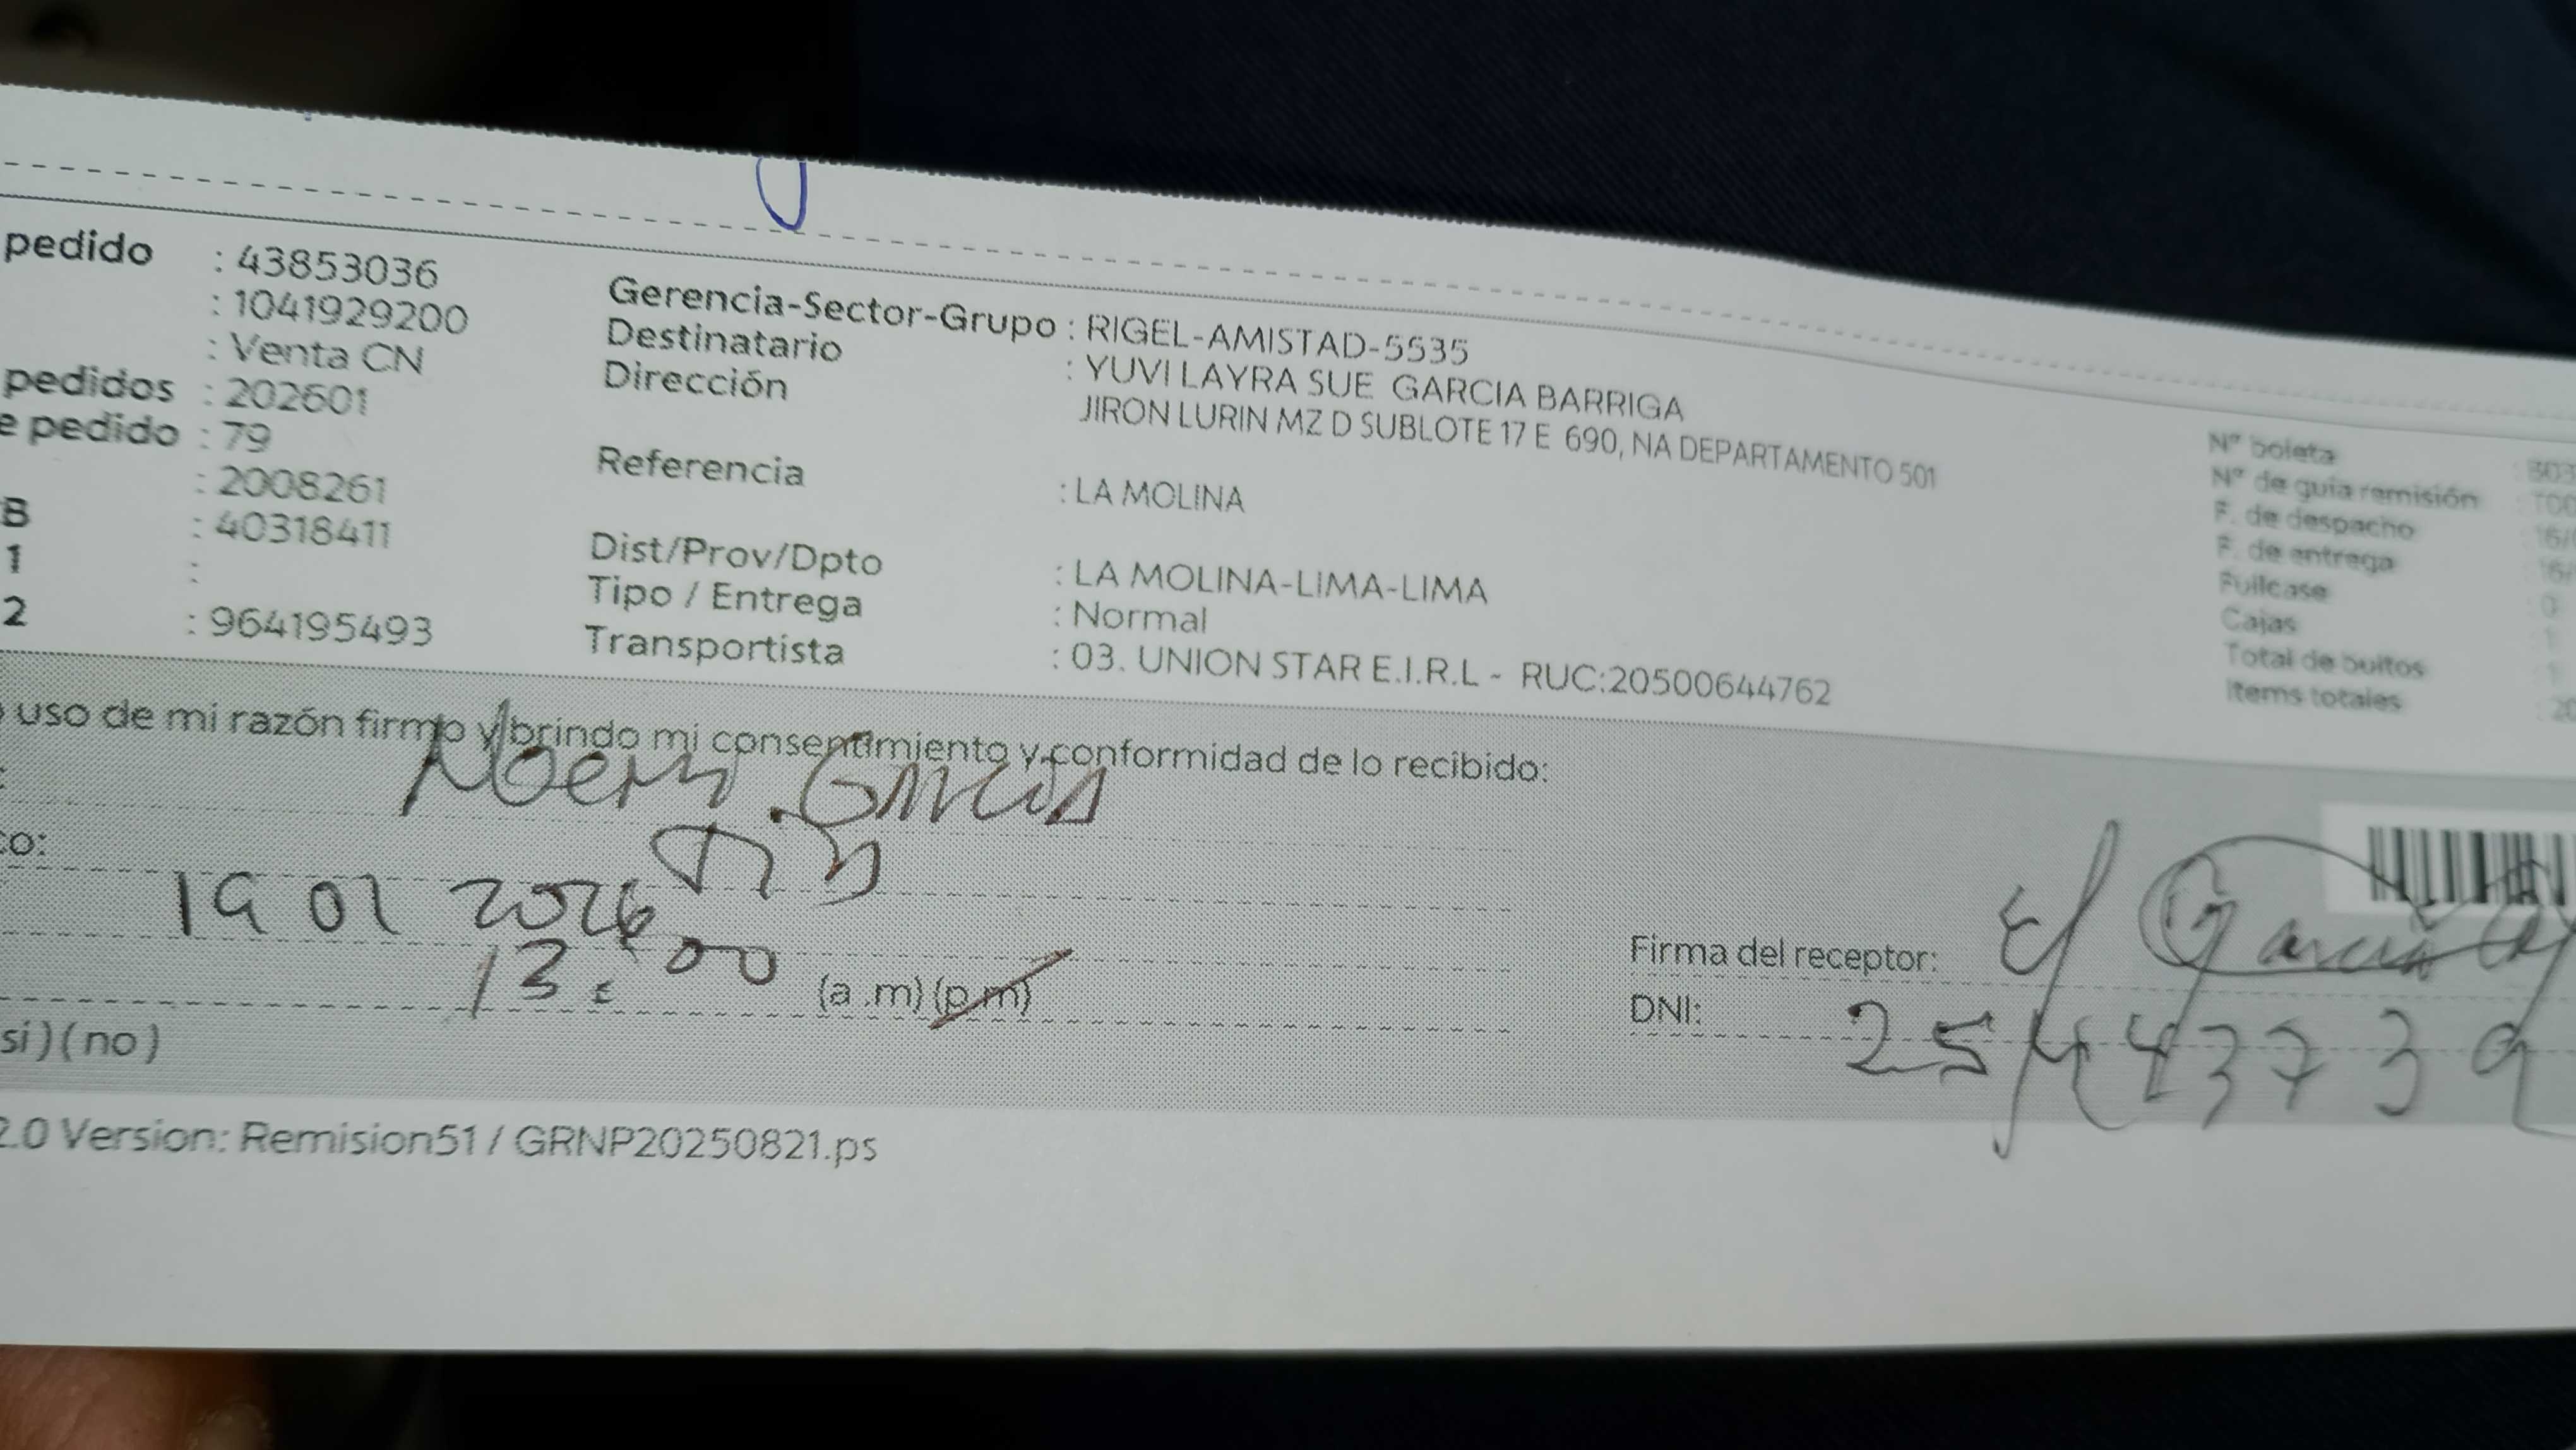 pedido : 43853036
: 1041929200
: Venta CN
pedidos : 202601
e pedido : 79
: 2008261
B : 40318411
1 :
2 : 964195493
Gerencia-Sector-Grupo : RIGEL-AMISTAD-5535
Destinatario : YUVI LAYRA SUE GARCIA BARRIGA
Dirección JIRON LURIN MZ D SUBLOTE 17 E 690, NA DEPARTAMENTO 501
Referencia : LA MOLINA
Dist/Prov/Dpto : LA MOLINA-LIMA-LIMA
Tipo / Entrega : Normal
Transportista : 03. UNION STAR E.I.R.L - RUC:20500644762
N° boleta
N° de guía remisión
F. de despacho
F. de entrega
Fullcase : 0
Cajas : 1
Total de bultos : 1
Items totales : 20
uso de mi razón firmo y brindo mi consentimiento y conformidad de lo recibido:
Noemi Garcia
co:
2026
13:00 (a .m) (p.m)
si ) ( no )
Firma del receptor:
DNI: 25443739
2.0 Version: Remision51 / GRNP20250821.ps